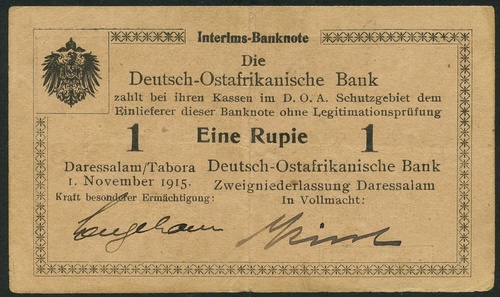 Interims-Banknote
Die
Deutsch-Ostafrikanische Bank
zahlt bei ihren Kassen im D. O. A. Schutzgebiet dem
Einlieferer dieser Banknote ohne Legitimationsprüfung
1 Eine Rupie 1
Daressalam/Tabora Deutsch-Ostafrikanische Bank
1. November 1915. Zweigniederlassung Daressalam
Kraft besonderer Ermächtigung: In Vollmacht: